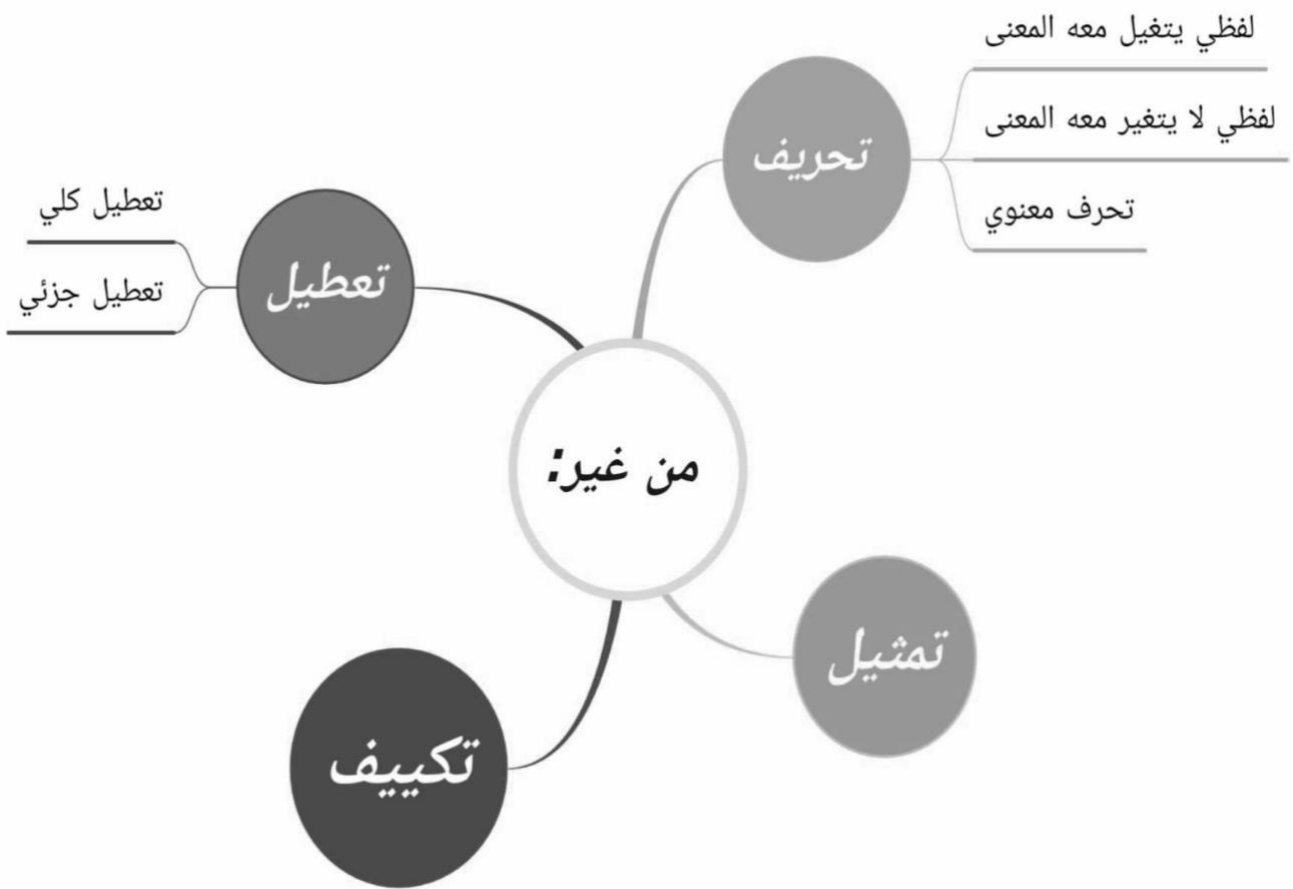 من غير:
تحريف
لفظي يتغيل معه المعنى
لفظي لا يتغير معه المعنى
تحرف معنوي
تعطيل
تعطيل كلي
تعطيل جزئي
تمثيل
تكييف